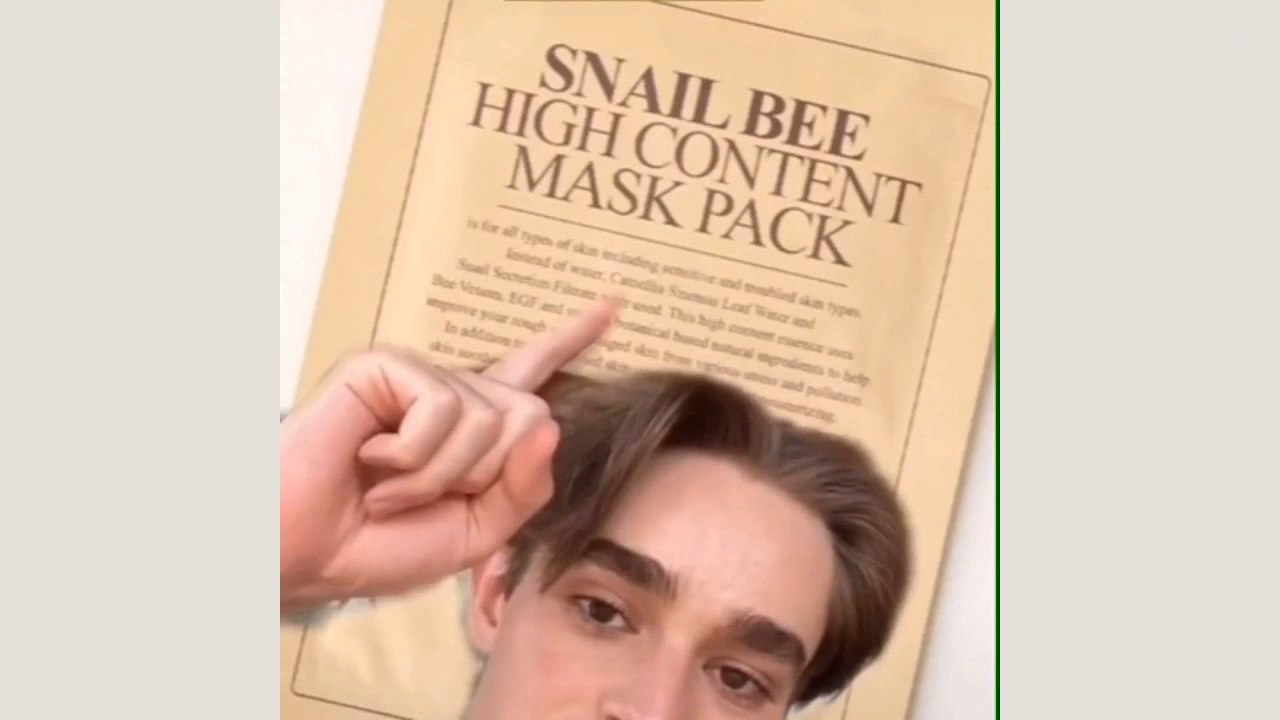 SNAIL BEE
HIGH CONTENT
MASK PACK
is for all types of skin including sensitive and troubled skin types.
Instead of water, Camellia Sinensis Leaf Water and
Snail Secretion Filtrate used. This high content essence uses
Bee Venom, EGF and botanical based natural ingredients to help
improve your rough skin from various stress and pollution.
In addition
skin